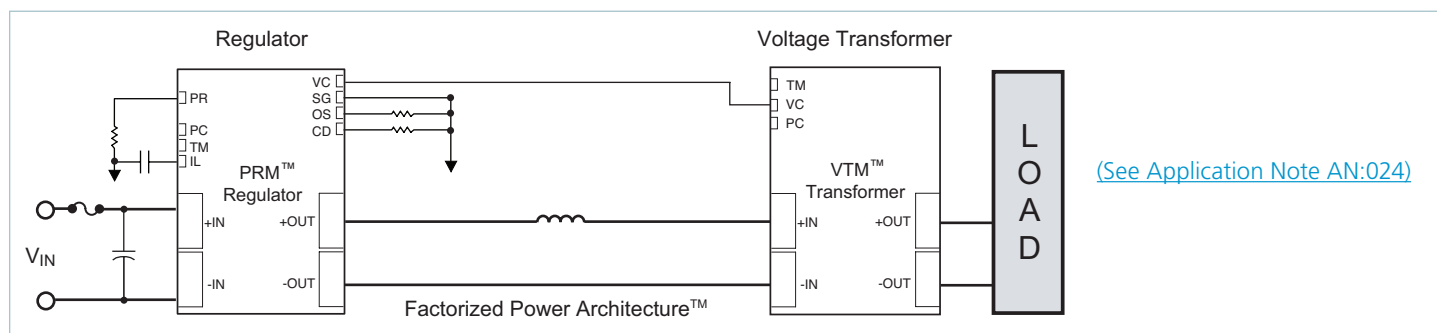 Regulator
Voltage Transformer
PR
PC
TM
IL
VC
SG
OS
CD
PRM™
Regulator
+IN
-IN
+OUT
-OUT
VIN
Factorized Power Architecture™
TM
VC
PC
VTM™
Transformer
+IN
-IN
+OUT
-OUT
L
O
A
D
(See Application Note AN:024)